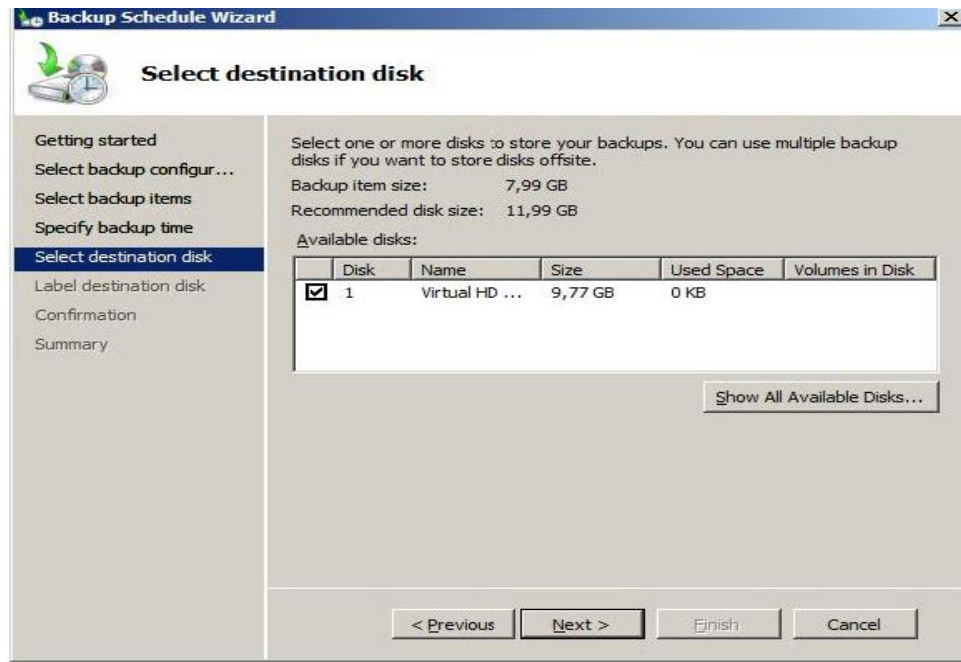 Backup Schedule Wizard
Select destination disk
Getting started
Select backup configur...
Select backup items
Specify backup time
Select destination disk
Label destination disk
Confirmation
Summary
Select one or more disks to store your backups. You can use multiple backup
disks if you want to store disks offsite.
Backup item size: 7,99 GB
Recommended disk size: 11,99 GB
Available disks:
Disk Name Size Used Space Volumes in Disk
1 Virtual HD ... 9,77 GB 0 KB
Show All Available Disks...
< Previous Next > Finish Cancel